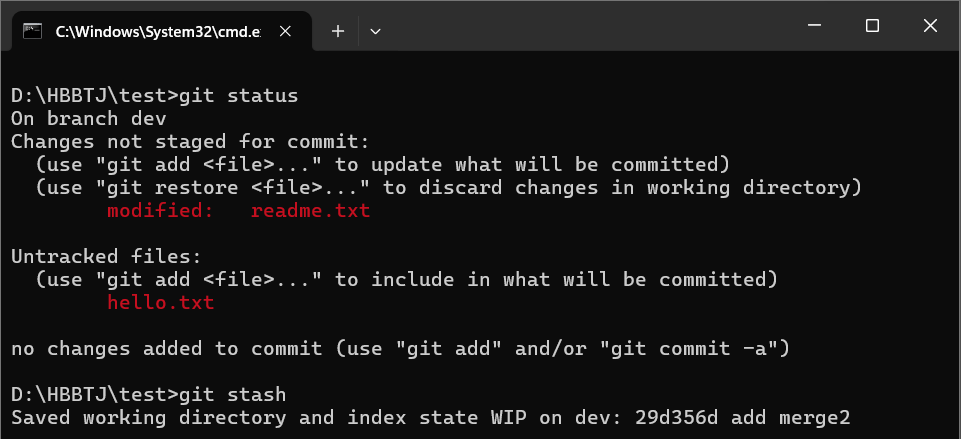 C:\Windows\System32\cmd.e
D:\HBBTJ\test>git status
On branch dev
Changes not staged for commit:
  (use "git add <file>..." to update what will be committed)
  (use "git restore <file>..." to discard changes in working directory)
        modified:   readme.txt

Untracked files:
  (use "git add <file>..." to include in what will be committed)
        hello.txt

no changes added to commit (use "git add" and/or "git commit -a")

D:\HBBTJ\test>git stash
Saved working directory and index state WIP on dev: 29d356d add merge2